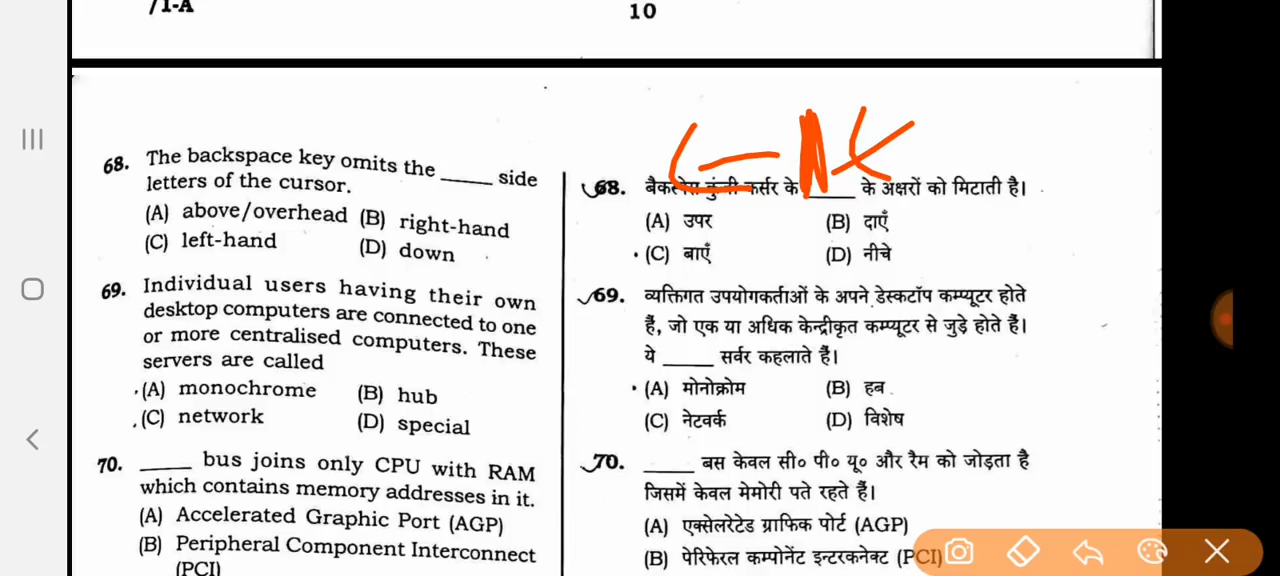 /1-A
10
68. The backspace key omits the ____ side
letters of the cursor.
(A) above/overhead (B) right-hand
(C) left-hand (D) down
69. Individual users having their own
desktop computers are connected to one
or more centralised computers. These
servers are called
(A) monochrome (B) hub
(C) network (D) special
70. ____ bus joins only CPU with RAM
which contains memory addresses in it.
(A) Accelerated Graphic Port (AGP)
(B) Peripheral Component Interconnect
(PCI)
68. बैकस्पेस कुंजी कर्सर के ____ के अक्षरों को मिटाती है।
(A) उपर (B) दाएँ
(C) बाएँ (D) नीचे
69. व्यक्तिगत उपयोगकर्ताओं के अपने डेस्कटॉप कम्प्यूटर होते
हैं, जो एक या अधिक केन्द्रीकृत कम्प्यूटर से जुड़े होते हैं।
ये ____ सर्वर कहलाते हैं।
(A) मोनोक्रोम (B) हब
(C) नेटवर्क (D) विशेष
70. ____ बस केवल सी० पी० यू० और रैम को जोड़ता है
जिसमें केवल मेमोरी पते रहते हैं।
(A) एक्सेलरेटेड ग्राफिक पोर्ट (AGP)
(B) पेरिफेरल कम्पोनेंट इन्टरकनेक्ट (PCI)